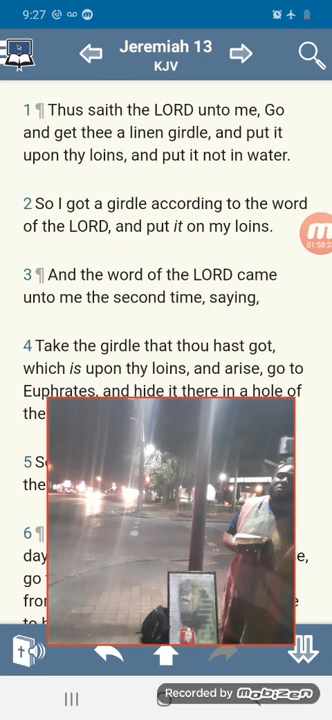 9:27
Jeremiah 13
KJV
1 ¶ Thus saith the LORD unto me, Go
and get thee a linen girdle, and put it
upon thy loins, and put it not in water.
2 So I got a girdle according to the word
of the LORD, and put it on my loins.
3 ¶ And the word of the LORD came
unto me the second time, saying,
4 Take the girdle that thou hast got,
which is upon thy loins, and arise, go to
Euphrates, and hide it there in a hole of
the
5
the
6 ¶
day
go
Recorded by mobizen